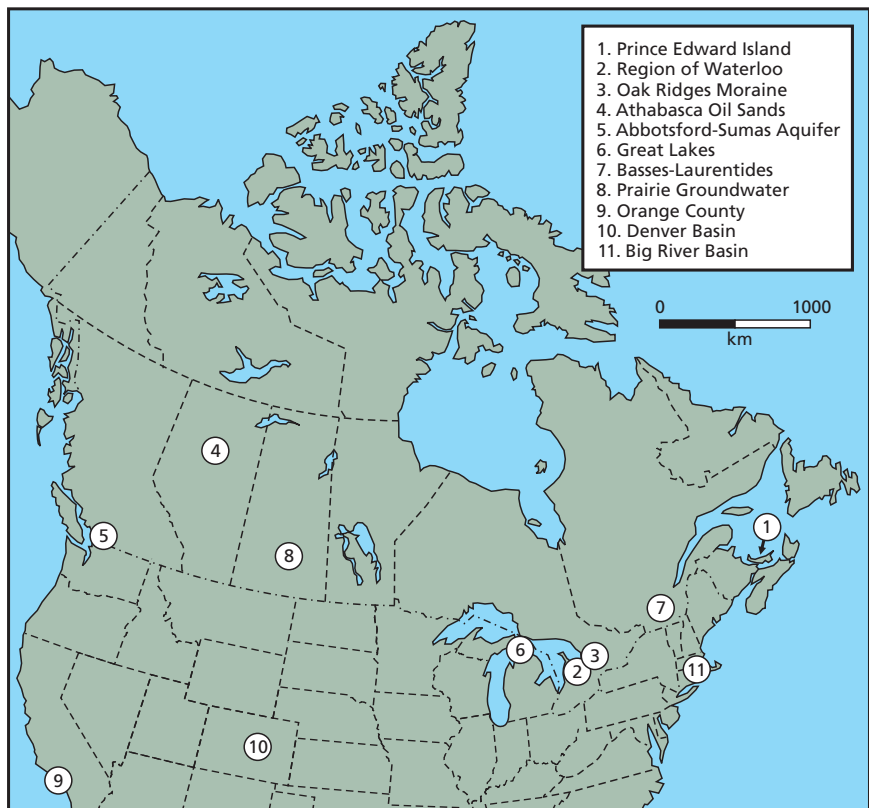 1. Prince Edward Island
2. Region of Waterloo
3. Oak Ridges Moraine
4. Athabasca Oil Sands
5. Abbotsford-Sumas Aquifer
6. Great Lakes
7. Basses-Laurentides
8. Prairie Groundwater
9. Orange County
10. Denver Basin
11. Big River Basin
0 1000
km
4
1
5
8
7
6
3
2
11
10
9